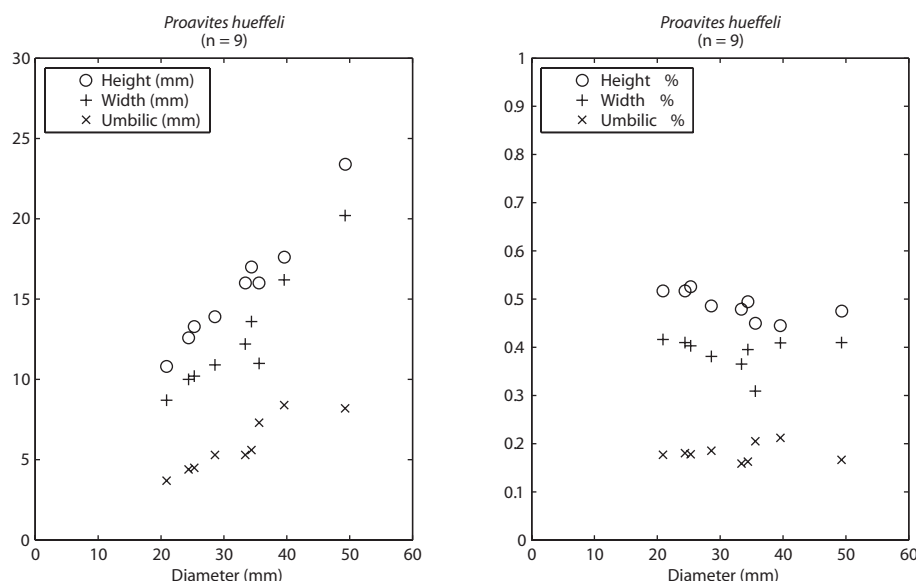 Proavites hueffeli
(n = 9)
30
25
20
15
10
5
0
Height (mm)
Width (mm)
Umbilic (mm)
0 10 20 30 40 50 60
Diameter (mm)
Proavites hueffeli
(n = 9)
1
0.9
0.8
0.7
0.6
0.5
0.4
0.3
0.2
0.1
0
Height %
Width %
Umbilic %
0 10 20 30 40 50 60
Diameter (mm)